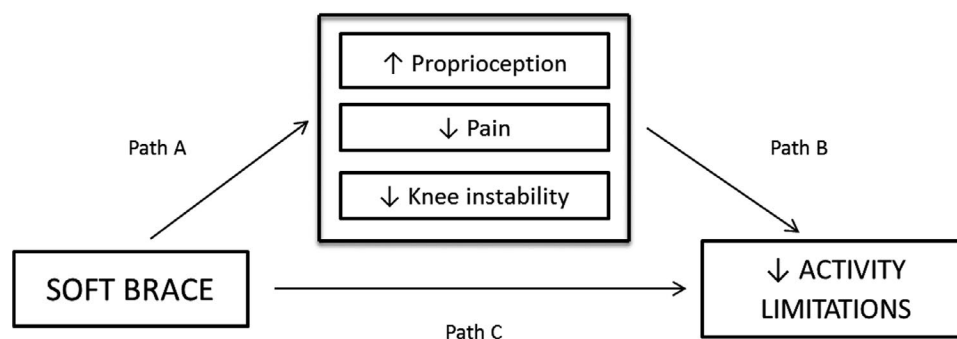 ↑ Proprioception
↓ Pain
↓ Knee instability
Path A
Path B
SOFT BRACE
↓ ACTIVITY
LIMITATIONS
Path C